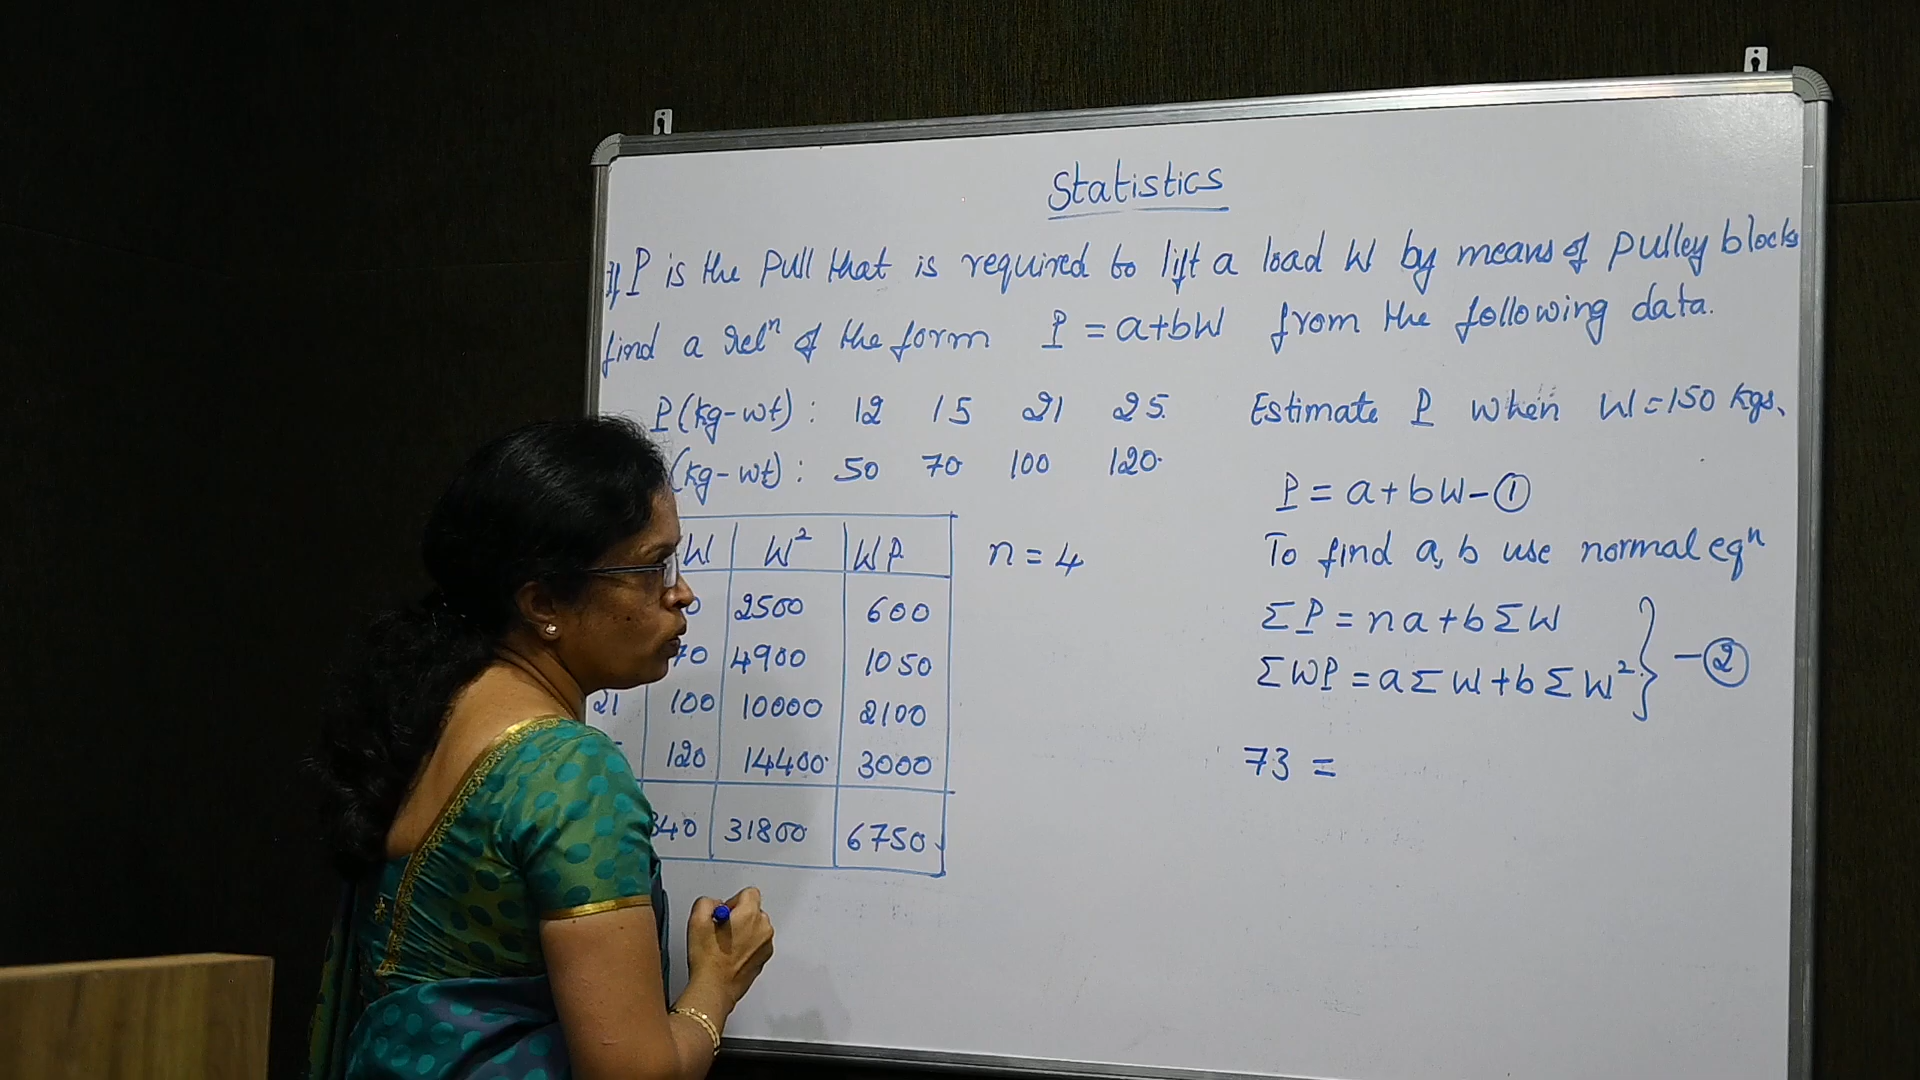 Statistics
If P is the pull that is required to lift a load W by means of pulley blocks
find a relⁿ of the form P = a+bW from the following data.
P (kg-wt) : 12 15 21 25. Estimate P when W = 150 kgs.
(kg-wt) : 50 70 100 120.
P = a + bW - ①
W W² WP n = 4
To find a, b use normal eqⁿ
0 2500 600
ΣP = na + bΣW
70 4900 1050
ΣWP = aΣW + bΣW² } - ②
21 100 10000 2100
120 14400 3000
73 =
340 31800 6750